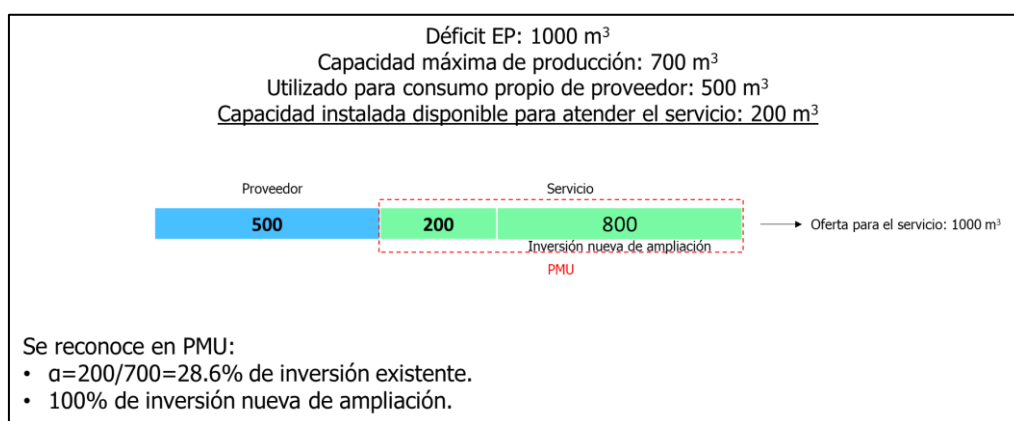 Déficit EP: 1000 m³
Capacidad máxima de producción: 700 m³
Utilizado para consumo propio de proveedor: 500 m³
Capacidad instalada disponible para atender el servicio: 200 m³
Proveedor
Servicio
500
200
800
Oferta para el servicio: 1000 m³
Inversión nueva de ampliación
PMU
Se reconoce en PMU:
• α=200/700=28.6% de inversión existente.
• 100% de inversión nueva de ampliación.